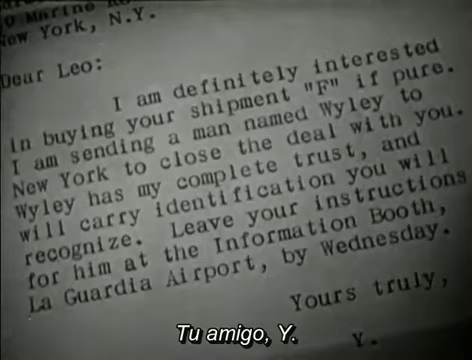 New York, N.Y.
Dear Leo:
I am definitely interested
in buying your shipment "F" if pure.
I am sending a man named Wyley to
New York to close the deal with you.
Wyley has my complete trust, and
will carry identification you will
recognize. Leave your instructions
for him at the Information Booth,
La Guardia Airport, by Wednesday.
Yours truly,
Tu amigo, Y.
Y.